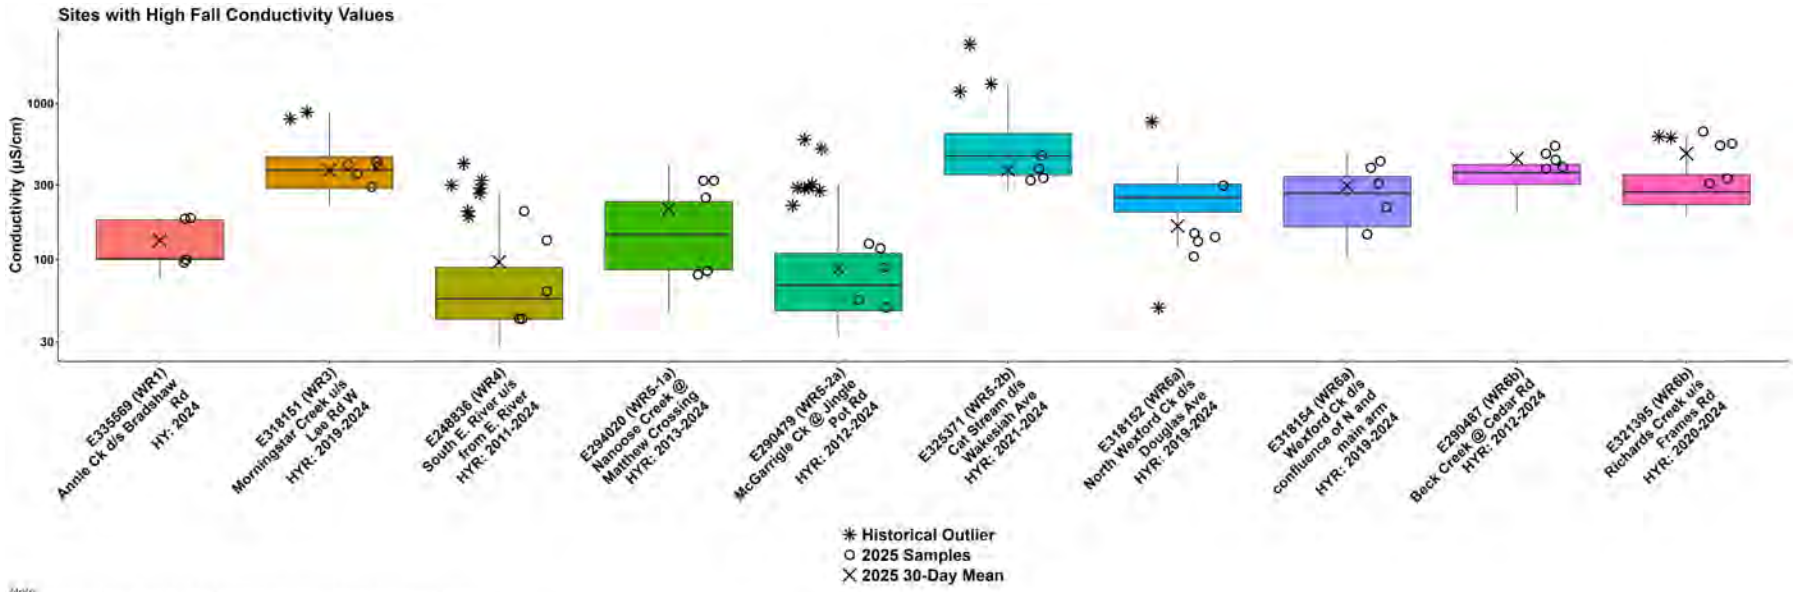 Sites with High Fall Conductivity Values
Conductivity (µS/cm)
1000
300
100
30
E333569 (WR1)
Annie Ck d/s Bradshaw
Rd
HY: 2024
E318151 (WR3)
Morningstar Creek u/s
Lee Rd W
HYR: 2019-2024
E248836 (WR4)
South E. River u/s
from E. River
HYR: 2011-2024
E294020 (WR5-1a)
Nanoose Creek @
Matthew Crossing
HYR: 2013-2024
E290479 (WR5-2a)
McGarrigle Ck @ Jingle
Pot Rd
HYR: 2012-2024
E325371 (WR5-2b)
Cat Stream d/s
Wakesiah Ave
HYR: 2021-2024
E318152 (WR6a)
North Wexford Ck d/s
Douglas Ave
HYR: 2019-2024
E318154 (WR6a)
Wexford Ck d/s
confluence of N and
main arm
HYR: 2019-2024
E290487 (WR6b)
Beck Creek @ Cedar Rd
HYR: 2012-2024
E321395 (WR6b)
Richards Creek u/s
Frames Rd
HYR: 2020-2024
Historical Outlier
2025 Samples
2025 30-Day Mean